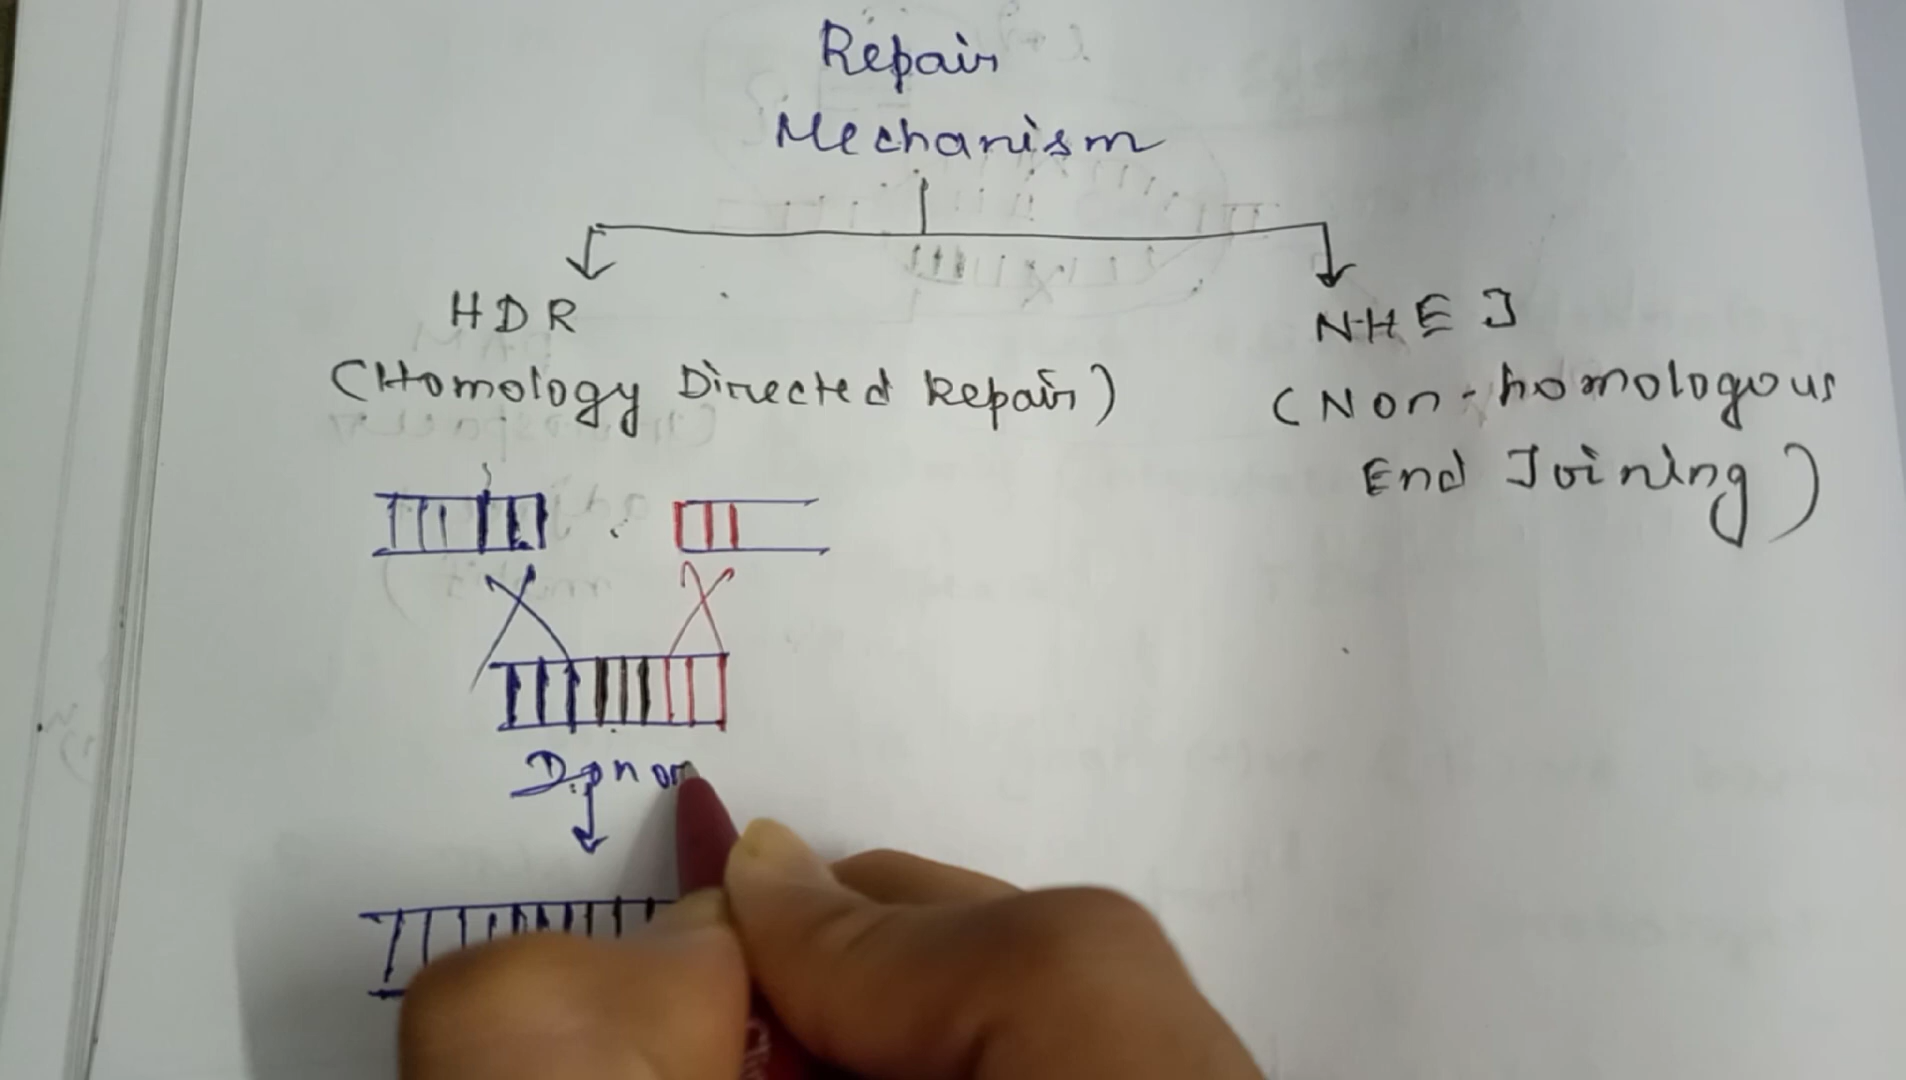 Repair
Mechanism
HDR
(Homology Directed Repair)
NHEJ
(Non-homologous
End Joining)
Donor